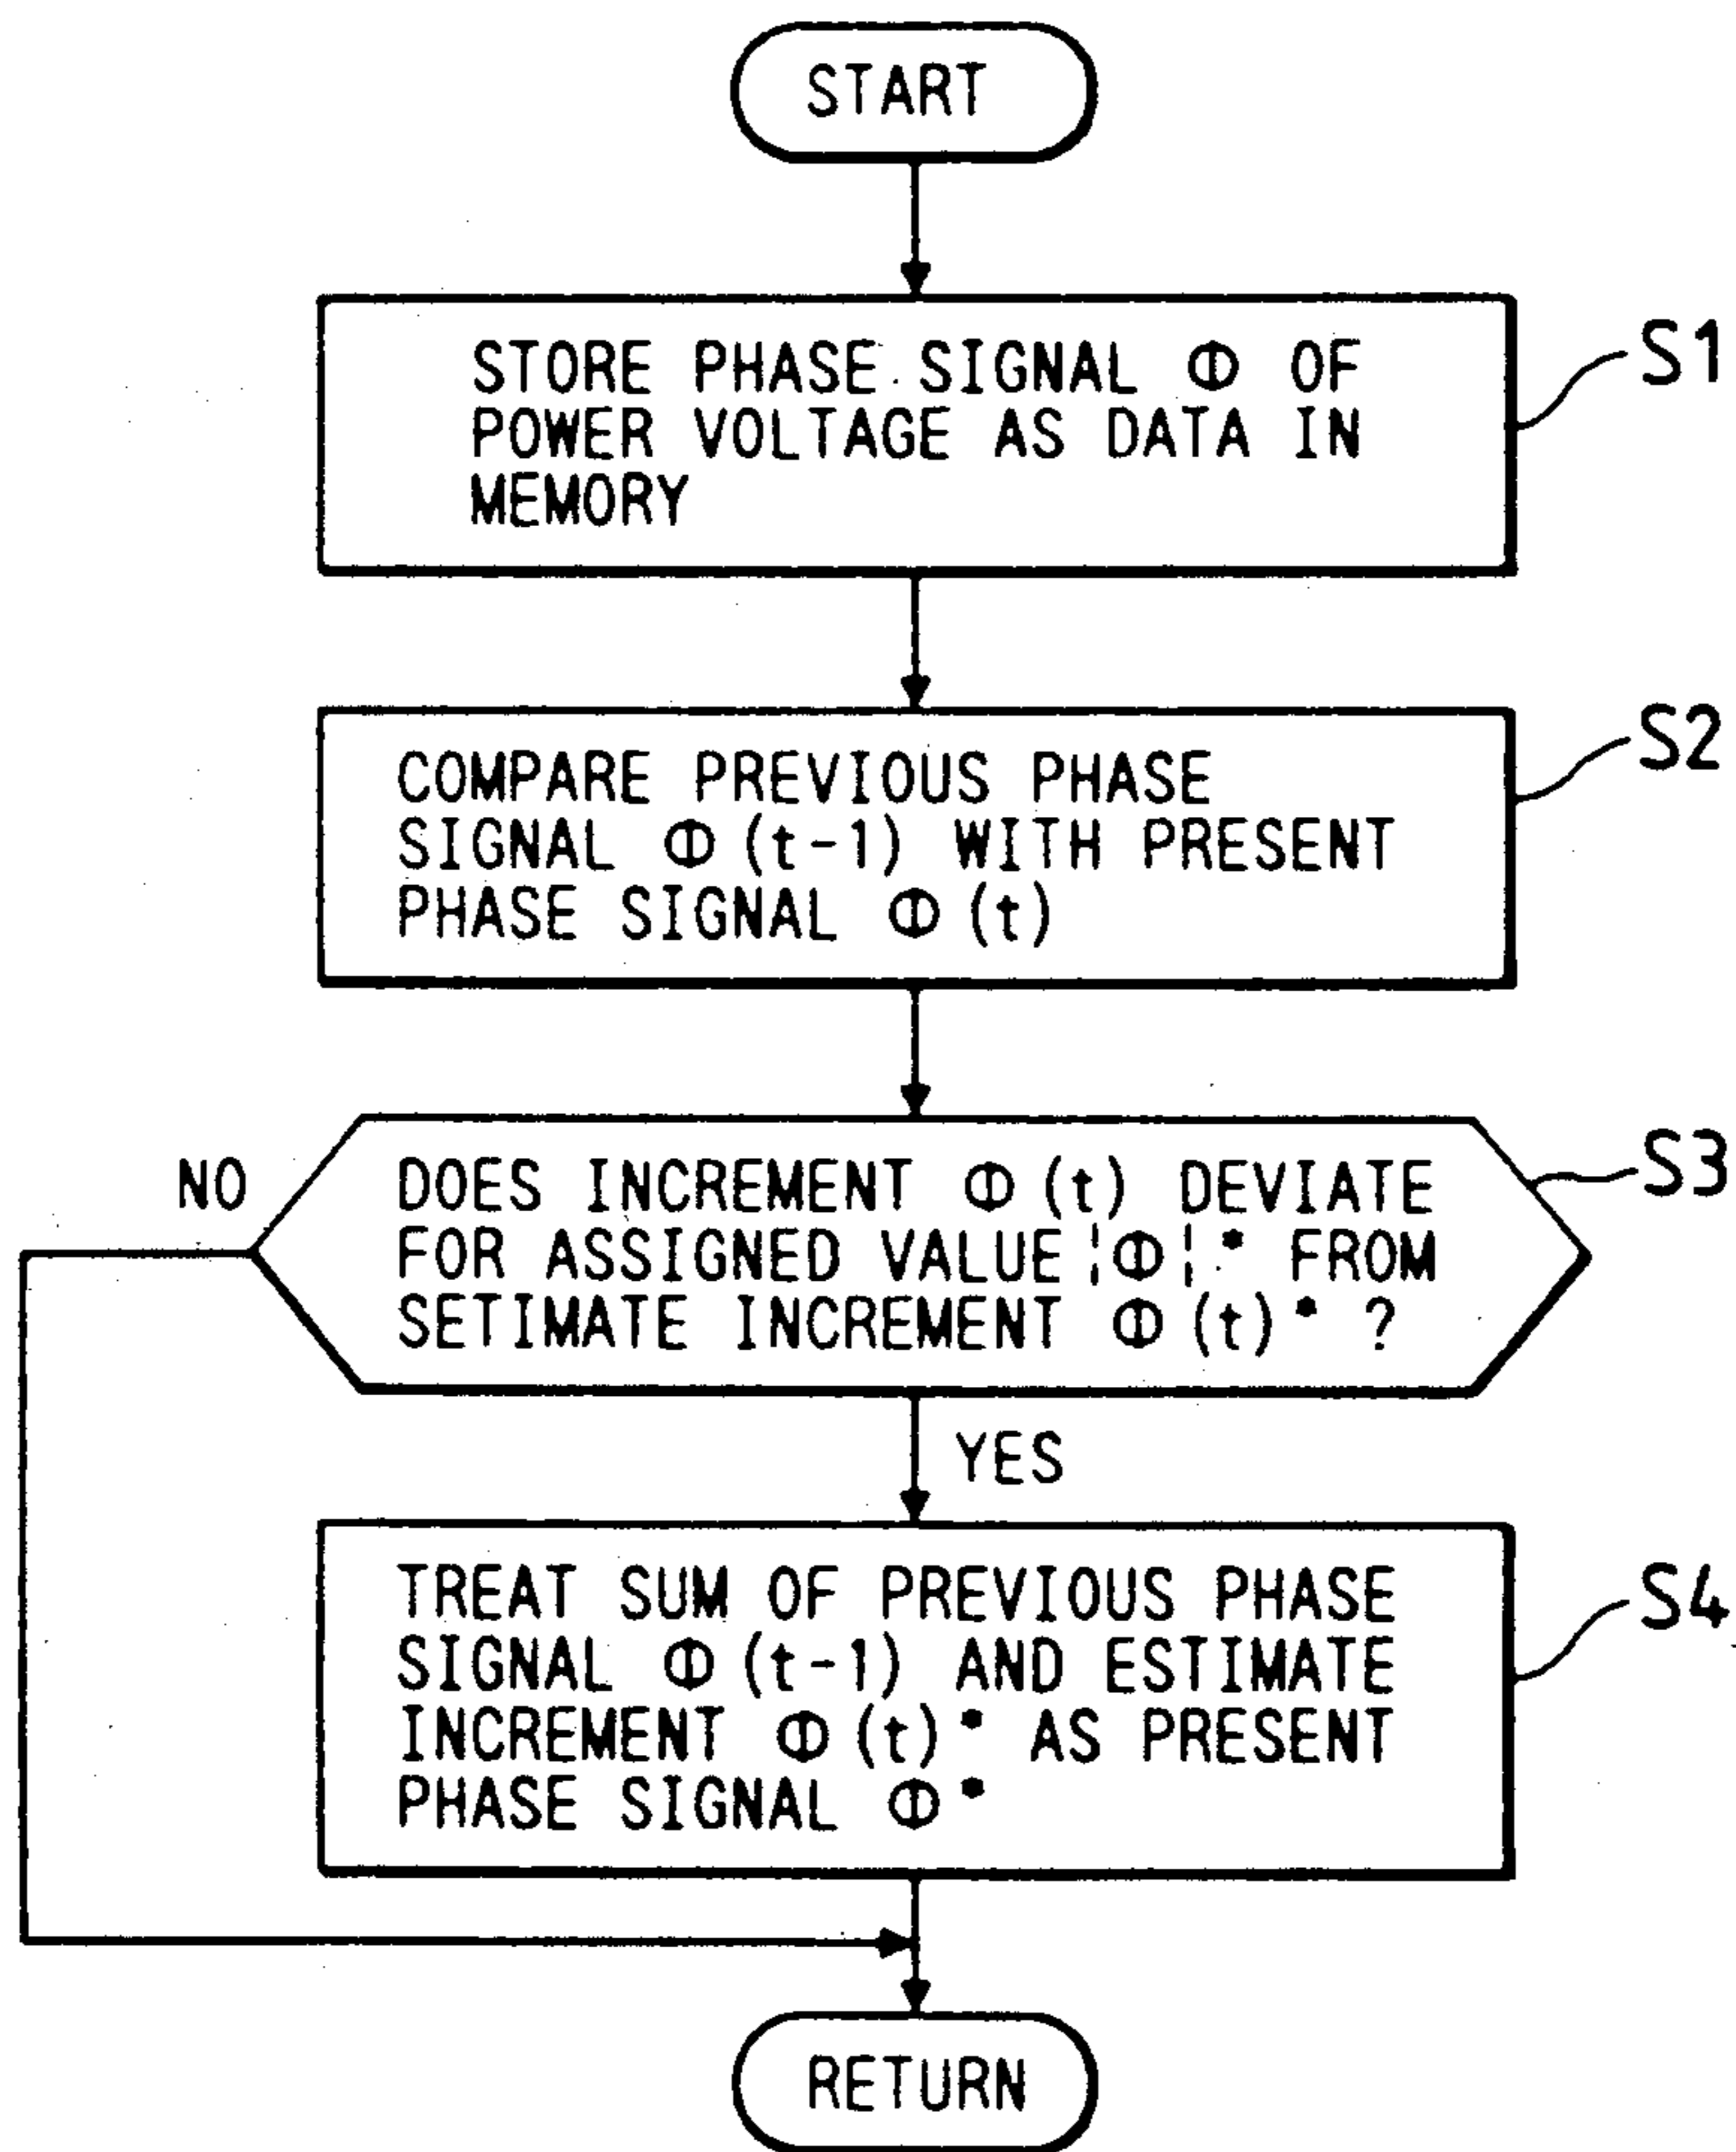 START
STORE PHASE SIGNAL Φ OF
POWER VOLTAGE AS DATA IN
MEMORY
S1
COMPARE PREVIOUS PHASE
SIGNAL Φ (t-1) WITH PRESENT
PHASE SIGNAL Φ (t)
S2
NO
DOES INCREMENT Φ (t) DEVIATE
FOR ASSIGNED VALUE ¦Φ¦* FROM
SETIMATE INCREMENT Φ (t)* ?
S3
YES
TREAT SUM OF PREVIOUS PHASE
SIGNAL Φ (t-1) AND ESTIMATE
INCREMENT Φ (t)* AS PRESENT
PHASE SIGNAL Φ*
S4
RETURN